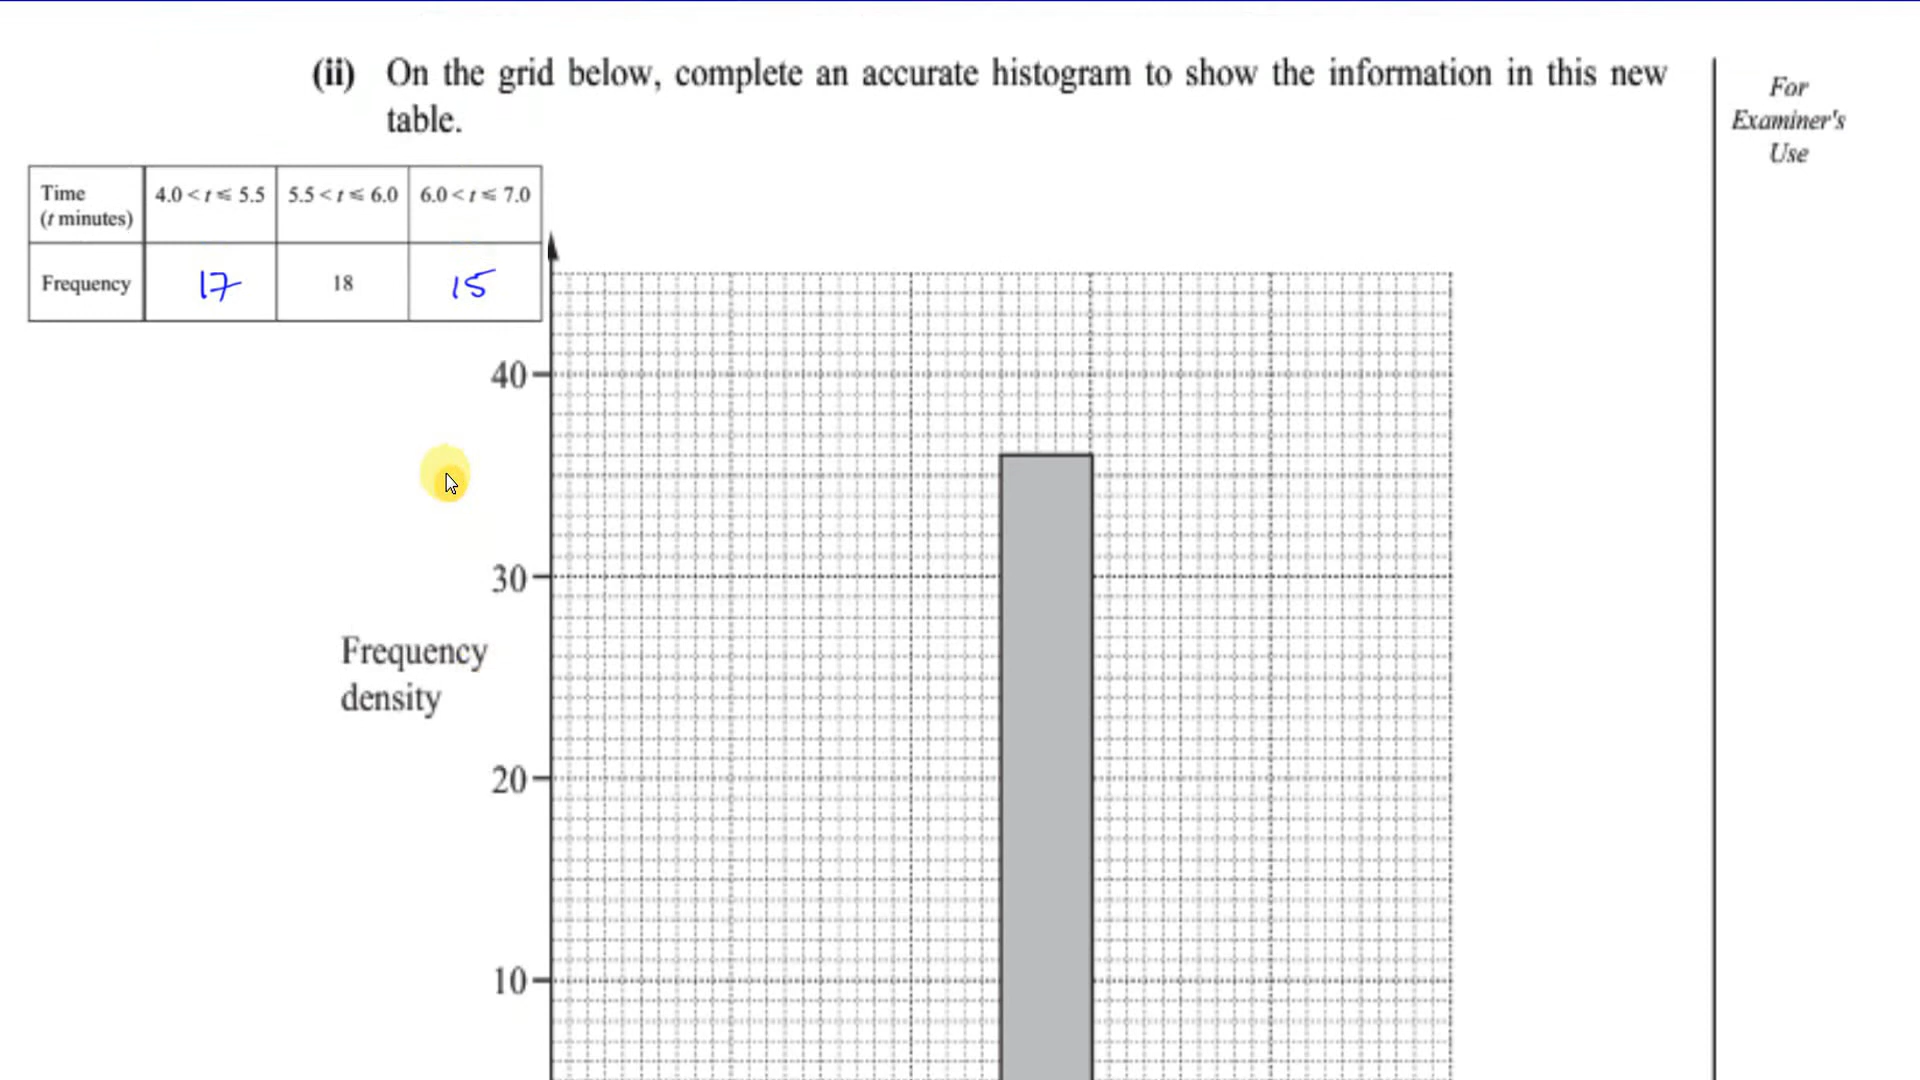 (ii) On the grid below, complete an accurate histogram to show the information in this new
table.
For
Examiner's
Use
Time
(t minutes)
4.0 < t ⩽ 5.5
5.5 < t ⩽ 6.0
6.0 < t ⩽ 7.0
Frequency
17
18
15
40
30
Frequency
density
20
10